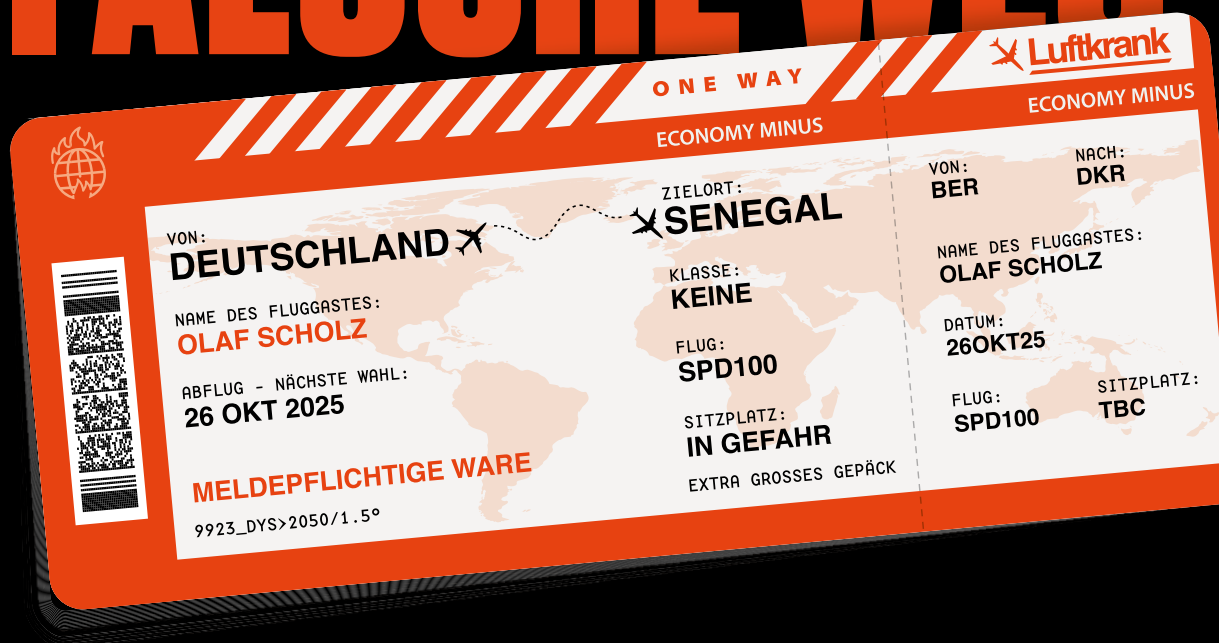 FALSCHE WEG
ONE WAY
Luftkrank
ECONOMY MINUS
ECONOMY MINUS
VON:
DEUTSCHLAND
ZIELORT:
SENEGAL
NAME DES FLUGGASTES:
OLAF SCHOLZ
KLASSE:
KEINE
ABFLUG - NÄCHSTE WAHL:
26 OKT 2025
FLUG:
SPD100
SITZPLATZ:
IN GEFAHR
MELDEPFLICHTIGE WARE
9923_DYS>2050/1.5°
EXTRA GROSSES GEPÄCK
VON:
BER
NACH:
DKR
NAME DES FLUGGASTES:
OLAF SCHOLZ
DATUM:
26OKT25
FLUG:
SPD100
SITZPLATZ:
TBC